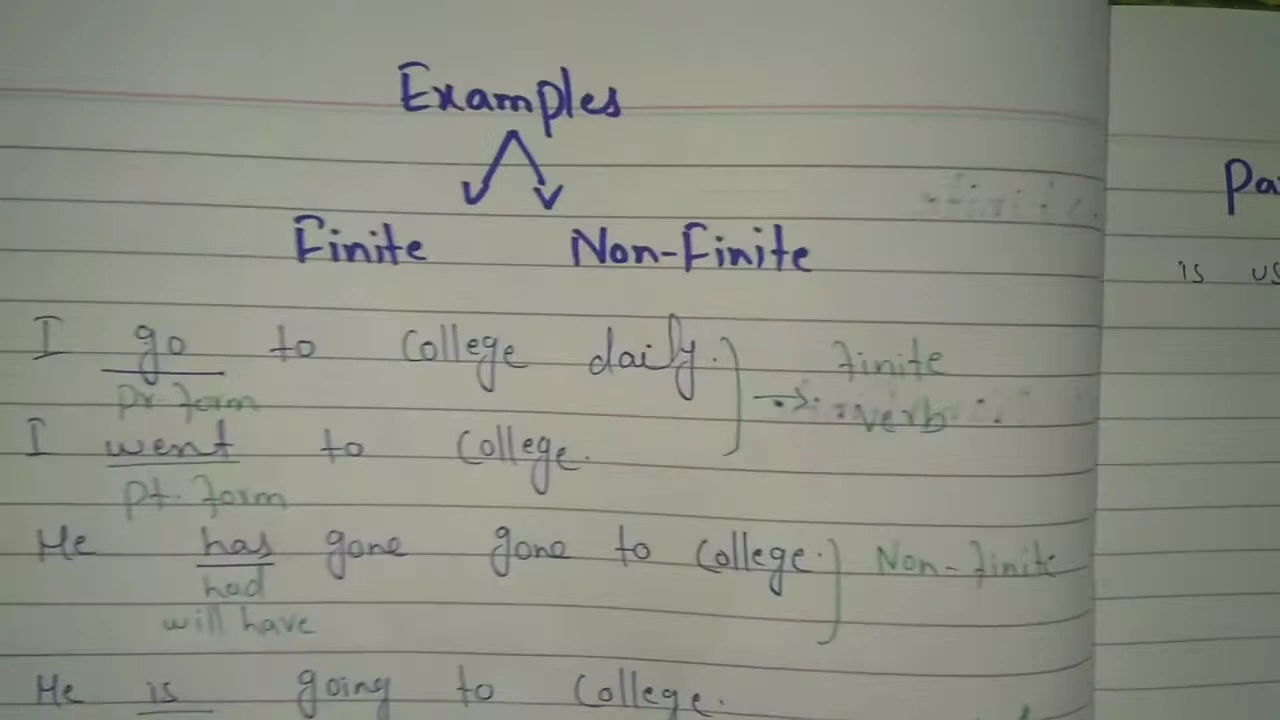 Examples
Finite Non-Finite
I go to College daily. finite
pr. form → verb
I went to College.
pt. form
He has gone gone to College. Non-finite
had
will have
He is going to College.
Pa
is us